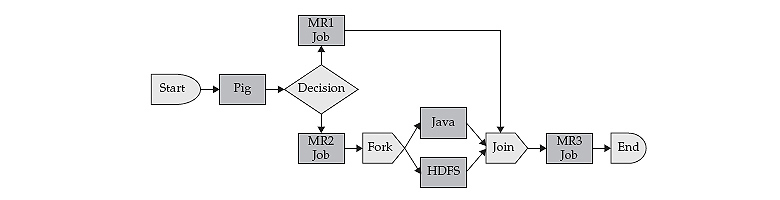 MR1
Job
Start
Pig
Decision
Java
MR2
Job
Fork
Join
MR3
Job
End
HDFS